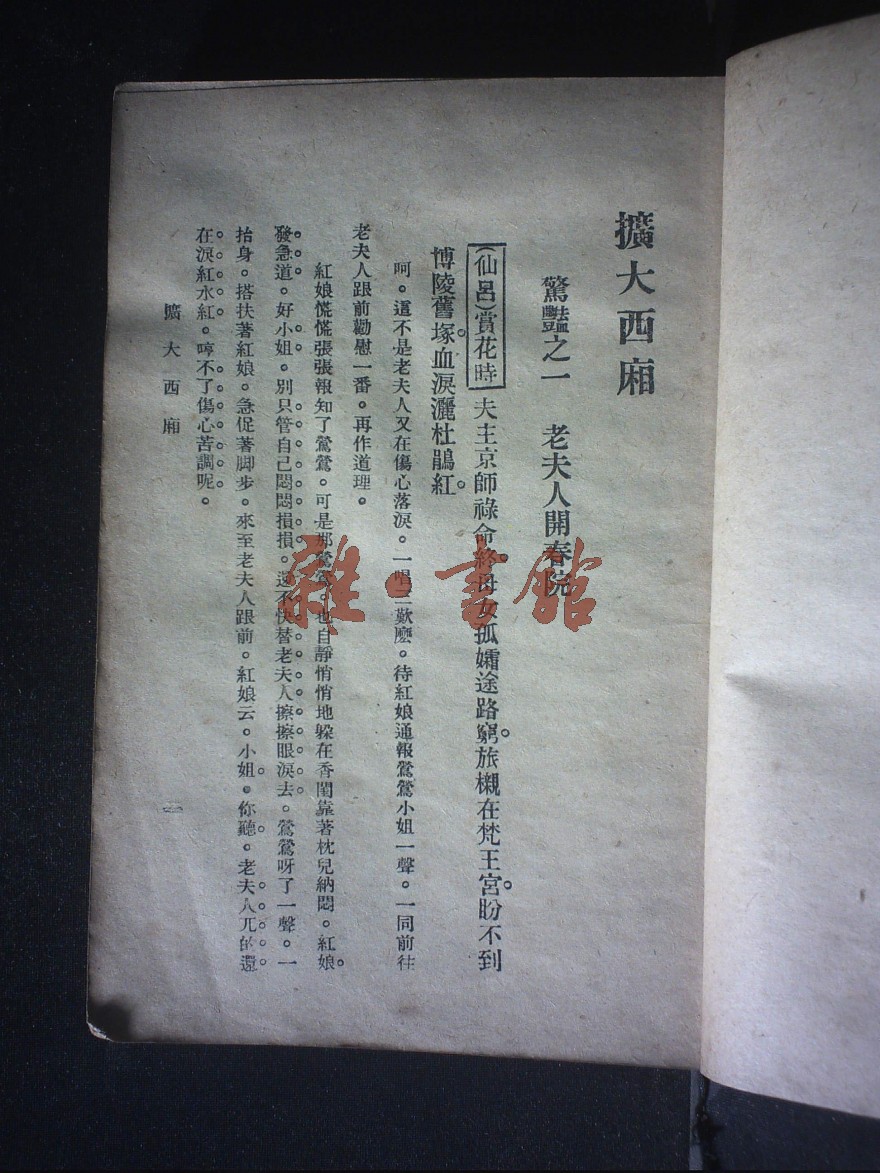 擴大西廂
驚豔之一　老夫人開春院
（仙呂）賞花時　夫主京師祿命終。母女孤孀途路窮。旅櫬在梵王宮。盼不到
博陵舊塚。血淚灑杜鵑紅。
呵。這不是老夫人又在傷心落淚。一唱三歎麽。待紅娘通報鶯鶯小姐一聲。一同前往
老夫人跟前勸慰一番。再作道理。
紅娘慌慌張張報知了鶯鶯。可是那鶯鶯。也自靜悄悄地躲在香閨靠著枕兒納悶。紅娘
發急道。好小姐。別只管自己悶悶損損。還不快替老夫人擦擦眼淚去。鶯鶯呀了一聲。一
抬身。搭扶著紅娘。急促著脚步。來至老夫人跟前。紅娘云。小姐。你聽。老夫人兀的還
在淚紅水紅。哼不了傷心苦調呢。
擴大西廂
一
雜·書館